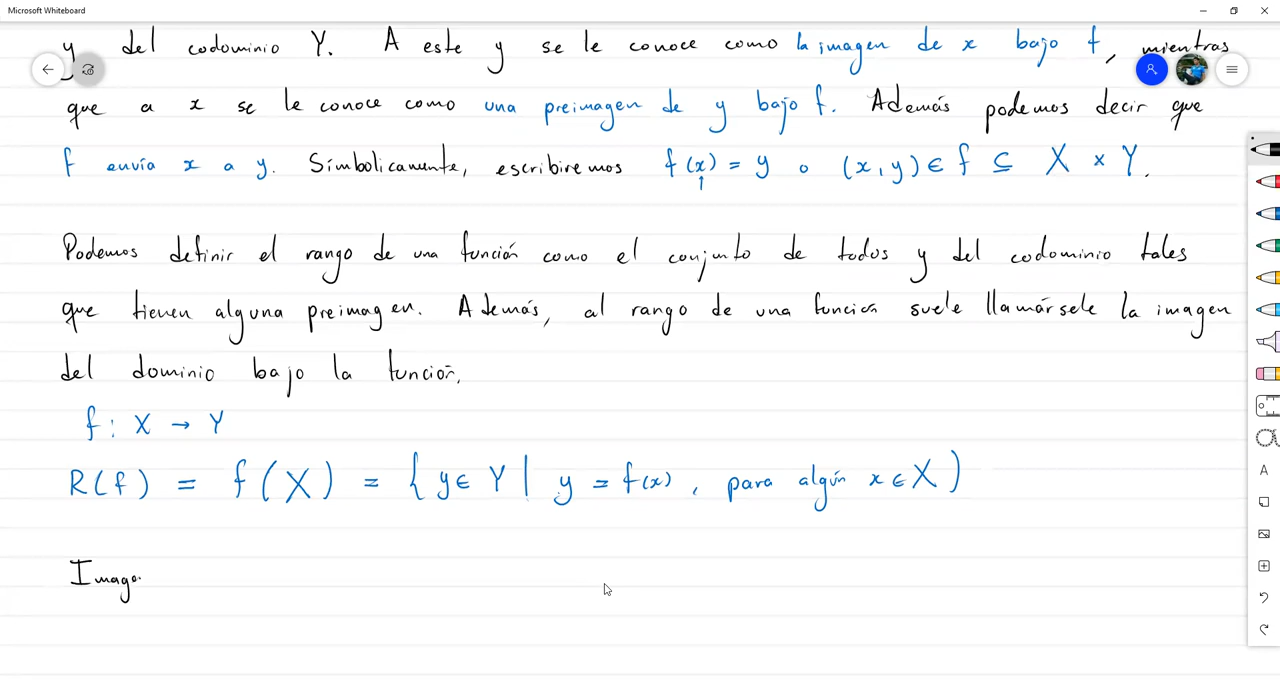 Microsoft Whiteboard
y del codominio Y. A este y se le conoce como la imagen de x bajo f, mientras
que a x se le conoce como una preimagen de y bajo f. Además podemos decir que
f envía x a y. Simbolicamente, escribiremos f(x) = y o (x, y) ∈ f ⊆ X × Y.
↑
Podemos definir el rango de una función como el conjunto de todos y del codominio tales
que tienen alguna preimagen. Además, al rango de una función suele llamársele la imagen
del dominio bajo la función.
f: X → Y
R(f) = f(X) = {y ∈ Y | y = f(x), para algún x ∈ X)
Image
A